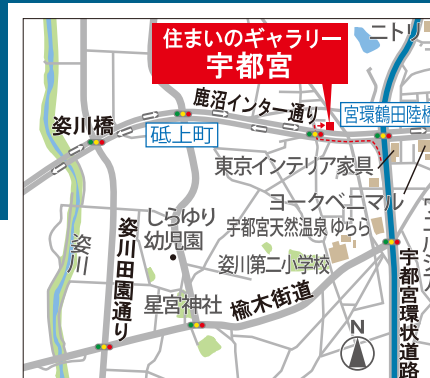 住まいのギャラリー
宇都宮
ニトリ
鹿沼インター通り
宮環鶴田陸橋
姿川橋
砥上町
東京インテリア家具
ヨークベニマル
しらゆり
幼児園
宇都宮天然温泉 ゆらら
姿川
姿川田園通り
姿川第二小学校
宇都宮環状道路
星宮神社
楡木街道
N